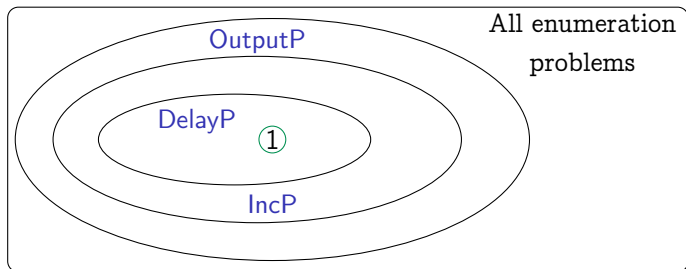 All enumeration
problems
OutputP
DelayP
1
IncP